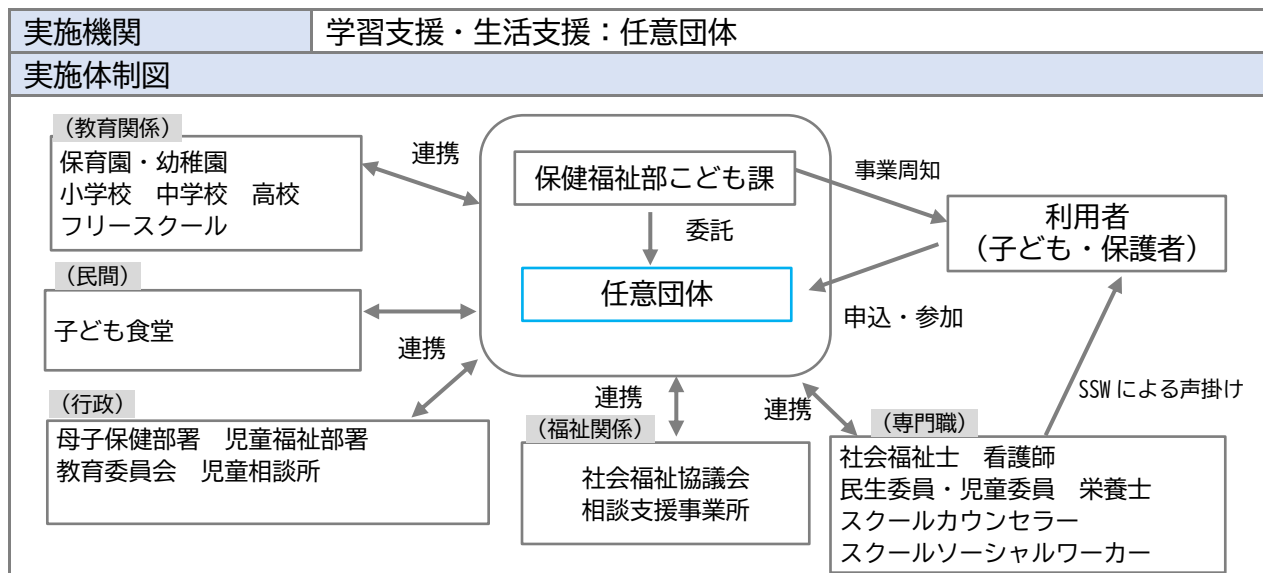 実施機関 学習支援・生活支援：任意団体
実施体制図
（教育関係）
保育園・幼稚園
小学校　中学校　高校
フリースクール
連携
保健福祉部こども課
委託
任意団体
事業周知
利用者
（子ども・保護者）
申込・参加
（民間）
子ども食堂
連携
（行政）
母子保健部署　児童福祉部署
教育委員会　児童相談所
連携
（福祉関係）
社会福祉協議会
相談支援事業所
連携
SSWによる声掛け
（専門職）
社会福祉士　看護師
民生委員・児童委員　栄養士
スクールカウンセラー
スクールソーシャルワーカー